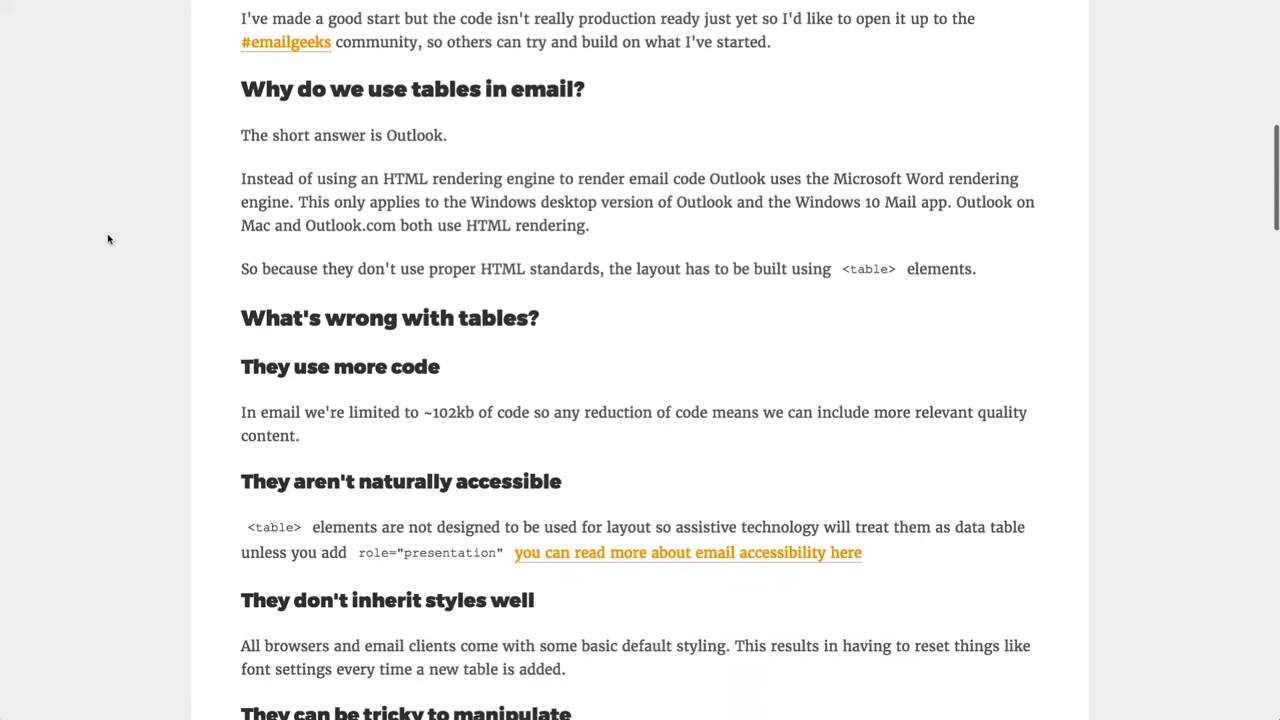 I've made a good start but the code isn't really production ready just yet so I'd like to open it up to the
#emailgeeks community, so others can try and build on what I've started.
Why do we use tables in email?
The short answer is Outlook.
Instead of using an HTML rendering engine to render email code Outlook uses the Microsoft Word rendering
engine. This only applies to the Windows desktop version of Outlook and the Windows 10 Mail app. Outlook on
Mac and Outlook.com both use HTML rendering.
So because they don't use proper HTML standards, the layout has to be built using <table> elements.
What's wrong with tables?
They use more code
In email we're limited to ~102kb of code so any reduction of code means we can include more relevant quality
content.
They aren't naturally accessible
<table> elements are not designed to be used for layout so assistive technology will treat them as data table
unless you add role="presentation" you can read more about email accessibility here
They don't inherit styles well
All browsers and email clients come with some basic default styling. This results in having to reset things like
font settings every time a new table is added.
They can be tricky to manipulate